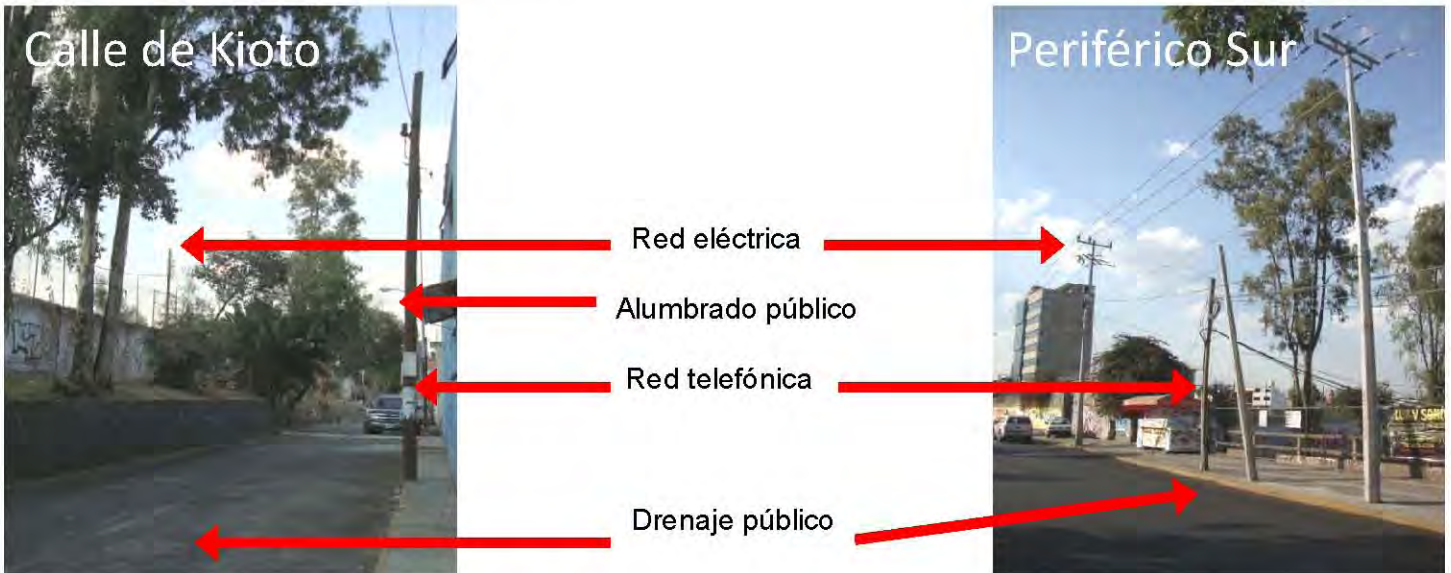 Calle de Kioto
Periférico Sur
Red eléctrica
Alumbrado público
Red telefónica
Drenaje público